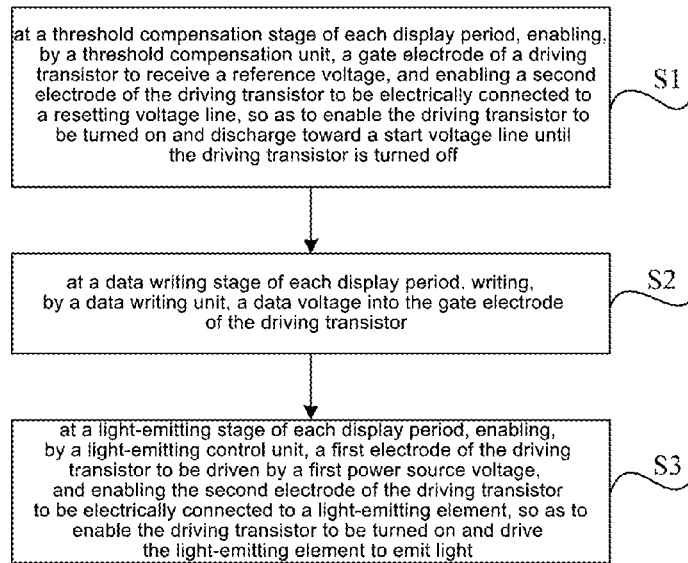 at a threshold compensation stage of each display period, enabling,
by a threshold compensation unit, a gate electrode of a driving
transistor to receive a reference voltage, and enabling a second
electrode of the driving transistor to be electrically connected to
a resetting voltage line, so as to enable the driving transistor to
be turned on and discharge toward a start voltage line until
the driving transistor is turned off
S1
at a data writing stage of each display period, writing,
by a data writing unit, a data voltage into the gate electrode
of the driving transistor
S2
at a light-emitting stage of each display period, enabling,
by a light-emitting control unit, a first electrode of the driving
transistor to be driven by a first power source voltage,
and enabling the second electrode of the driving transistor
to be electrically connected to a light-emitting element, so as to
enable the driving transistor to be turned on and drive
the light-emitting element to emit light
S3